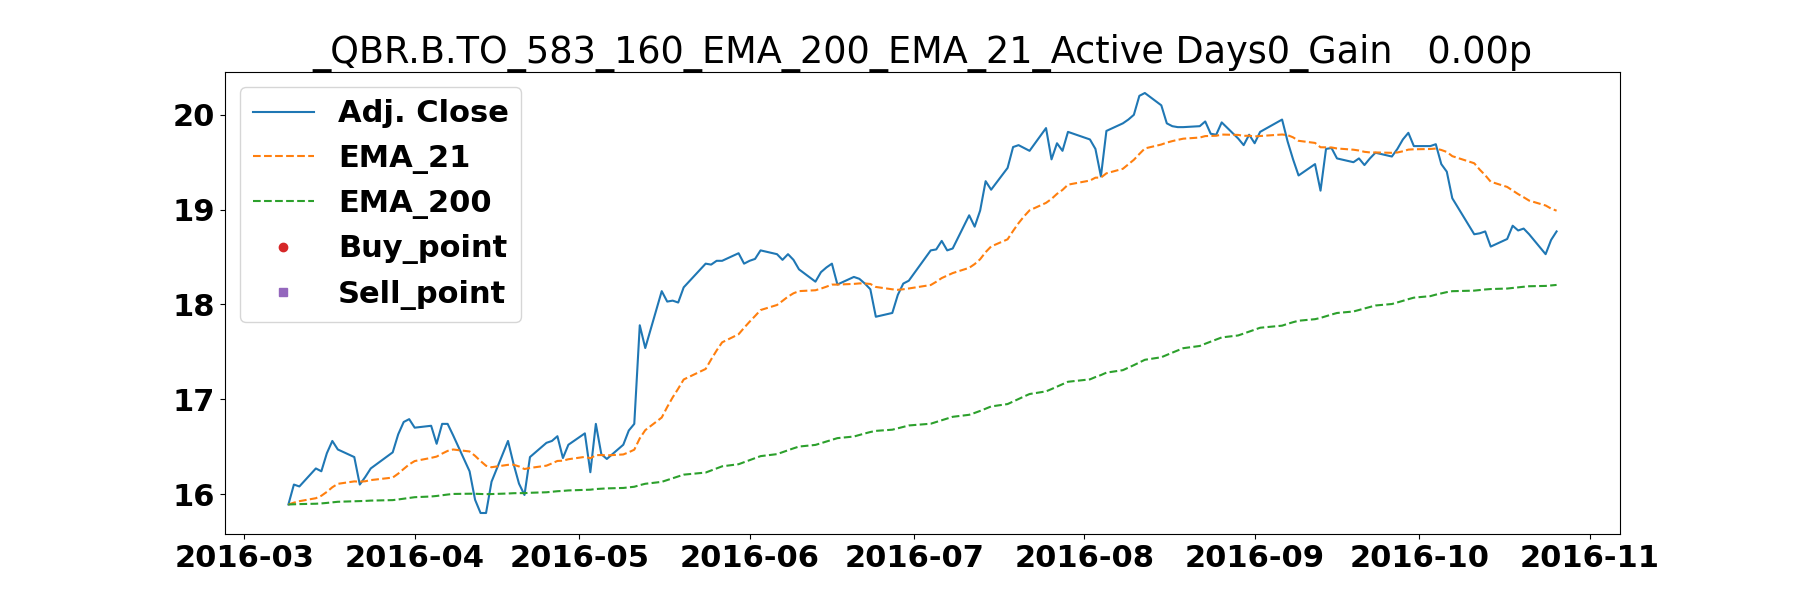 _QBR.B.TO_583_160_EMA_200_EMA_21_Active Days0_Gain   0.00p
Adj. Close
EMA_21
EMA_200
Buy_point
Sell_point
20
19
18
17
16
2016-03 2016-04 2016-05 2016-06 2016-07 2016-08 2016-09 2016-10 2016-11